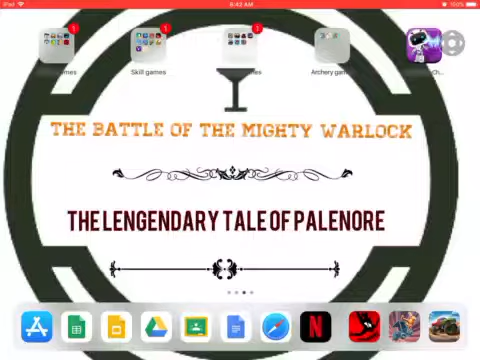 iPad
8:43 AM
100%
Skill games
Archery gam
THE BATTLE OF THE MIGHTY WARLOCK
THE LENGENDARY TALE OF PALENORE
N